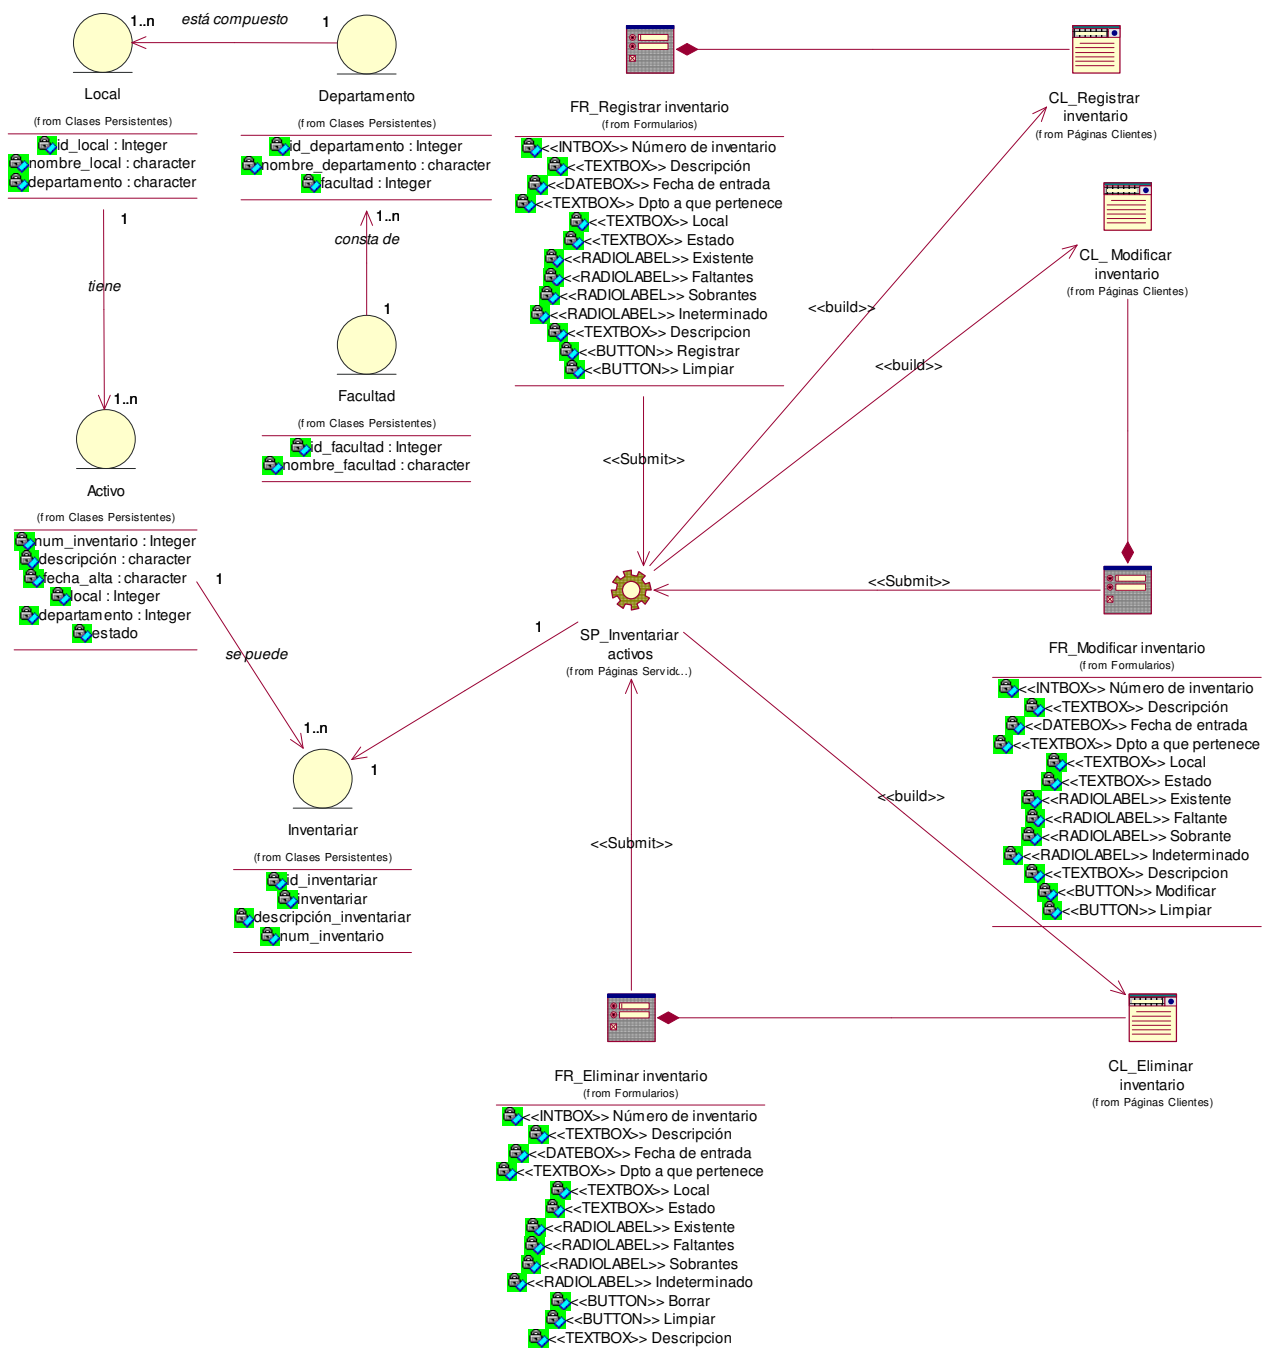 1..n
está compuesto
1
Local
(from Clases Persistentes)
id_local : Integer
nombre_local : character
departamento : character
Departamento
(from Clases Persistentes)
id_departamento : Integer
nombre_departamento : character
facultad : Integer
1
tiene
1..n
1..n
consta de
1
Facultad
(from Clases Persistentes)
id_facultad : Integer
nombre_facultad : character
Activo
(from Clases Persistentes)
num_inventario : Integer
descripción : character
fecha_alta : character
local : Integer
departamento : Integer
estado
1
se puede
1..n
1
1
Inventariar
(from Clases Persistentes)
id_inventariar
inventariar
descripción_inventariar
num_inventario
FR_Registrar inventario
(from Formularios)
<<INTBOX>> Número de inventario
<<TEXTBOX>> Descripción
<<DATEBOX>> Fecha de entrada
<<TEXTBOX>> Dpto a que pertenece
<<TEXTBOX>> Local
<<TEXTBOX>> Estado
<<RADIOLABEL>> Existente
<<RADIOLABEL>> Faltantes
<<RADIOLABEL>> Sobrantes
<<RADIOLABEL>> Ineterminado
<<TEXTBOX>> Descripcion
<<BUTTON>> Registrar
<<BUTTON>> Limpiar
CL_Registrar
inventario
(from Páginas Clientes)
CL_ Modificar
inventario
(from Páginas Clientes)
<<build>>
<<build>>
<<Submit>>
<<Submit>>
SP_Inventariar
activos
(from Páginas Servidc...)
FR_Modificar inventario
(from Formularios)
<<INTBOX>> Número de inventario
<<TEXTBOX>> Descripción
<<DATEBOX>> Fecha de entrada
<<TEXTBOX>> Dpto a que pertenece
<<TEXTBOX>> Local
<<TEXTBOX>> Estado
<<RADIOLABEL>> Existente
<<RADIOLABEL>> Faltante
<<RADIOLABEL>> Sobrante
<<RADIOLABEL>> Indeterminado
<<TEXTBOX>> Descripcion
<<BUTTON>> Modificar
<<BUTTON>> Limpiar
<<build>>
<<Submit>>
FR_Eliminar inventario
(from Formularios)
<<INTBOX>> Número de inventario
<<TEXTBOX>> Descripción
<<DATEBOX>> Fecha de entrada
<<TEXTBOX>> Dpto a que pertenece
<<TEXTBOX>> Local
<<TEXTBOX>> Estado
<<RADIOLABEL>> Existente
<<RADIOLABEL>> Faltantes
<<RADIOLABEL>> Sobrantes
<<RADIOLABEL>> Indeterminado
<<BUTTON>> Borrar
<<BUTTON>> Limpiar
<<TEXTBOX>> Descripcion
CL_Eliminar
inventario
(from Páginas Clientes)